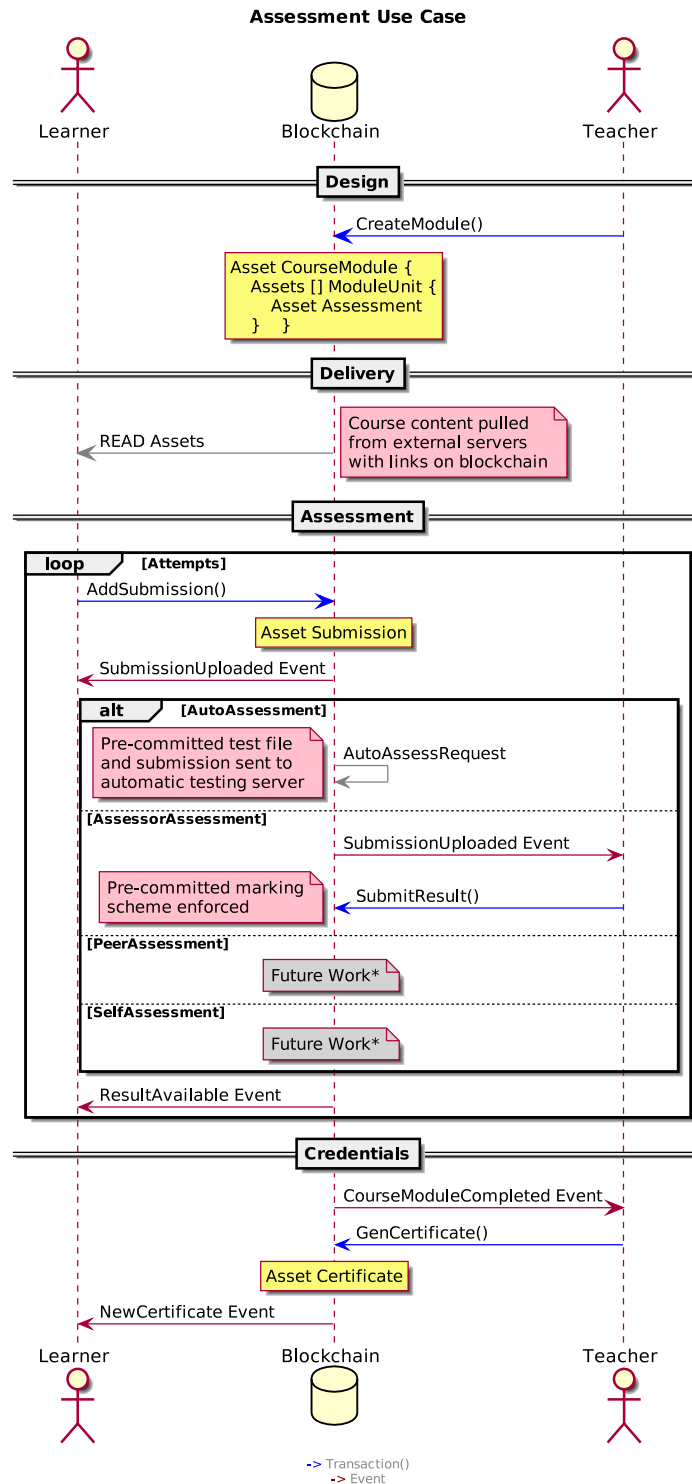 Assessment Use Case
Learner
Blockchain
Teacher
Design
CreateModule()
Asset CourseModule {
Assets [] ModuleUnit {
Asset Assessment
} }
Delivery
READ Assets
Course content pulled
from external servers
with links on blockchain
Assessment
loop [Attempts]
AddSubmission()
Asset Submission
SubmissionUploaded Event
alt [AutoAssessment]
Pre-committed test file
and submission sent to
automatic testing server
AutoAssessRequest
[AssessorAssessment]
SubmissionUploaded Event
Pre-committed marking
scheme enforced
SubmitResult()
[PeerAssessment]
Future Work*
[SelfAssessment]
Future Work*
ResultAvailable Event
Credentials
CourseModuleCompleted Event
GenCertificate()
Asset Certificate
NewCertificate Event
Learner
Blockchain
Teacher
-> Transaction()
-> Event